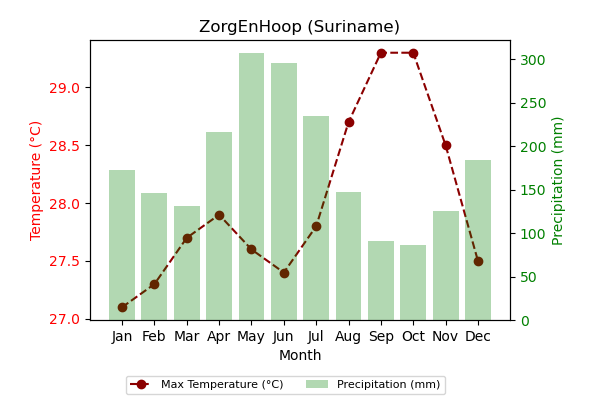 ZorgEnHoop (Suriname)
Temperature (°C)
29.0
28.5
28.0
27.5
27.0
300
250
200
150
100
50
0
Precipitation (mm)
Jan Feb Mar Apr May Jun Jul Aug Sep Oct Nov Dec
Month
Max Temperature (°C) Precipitation (mm)